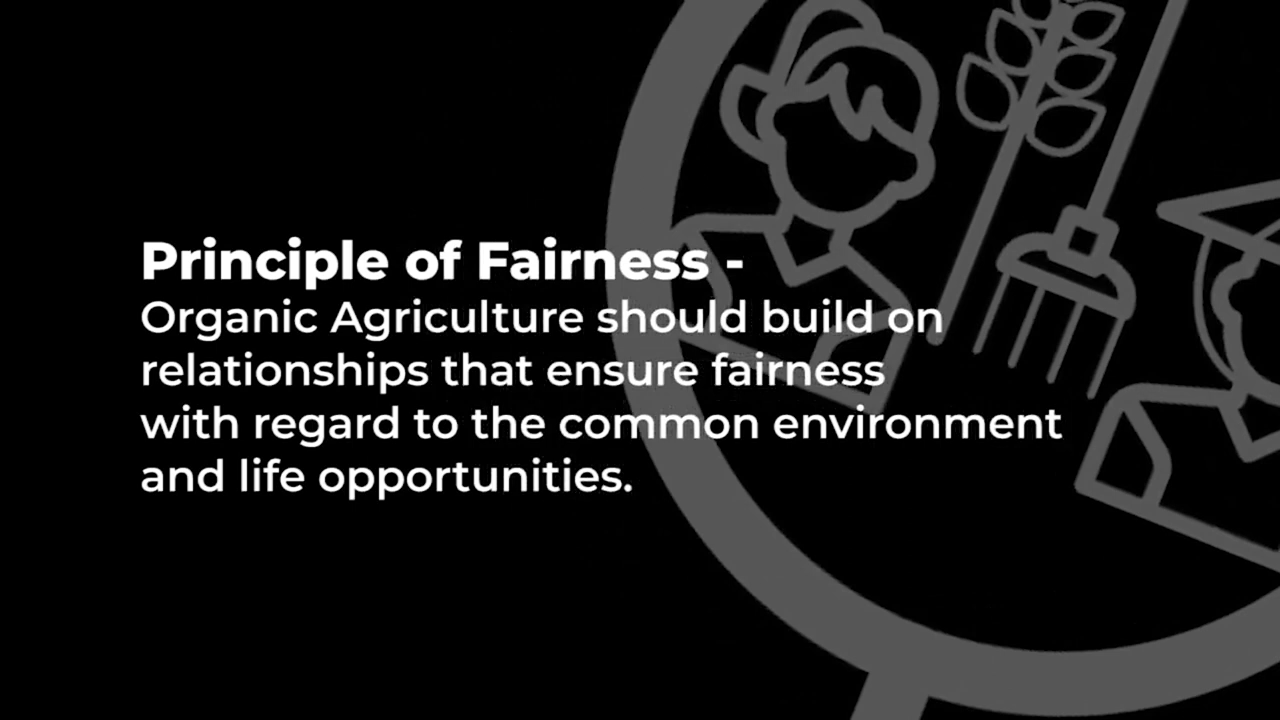 Principle of Fairness -
Organic Agriculture should build on
relationships that ensure fairness
with regard to the common environment
and life opportunities.